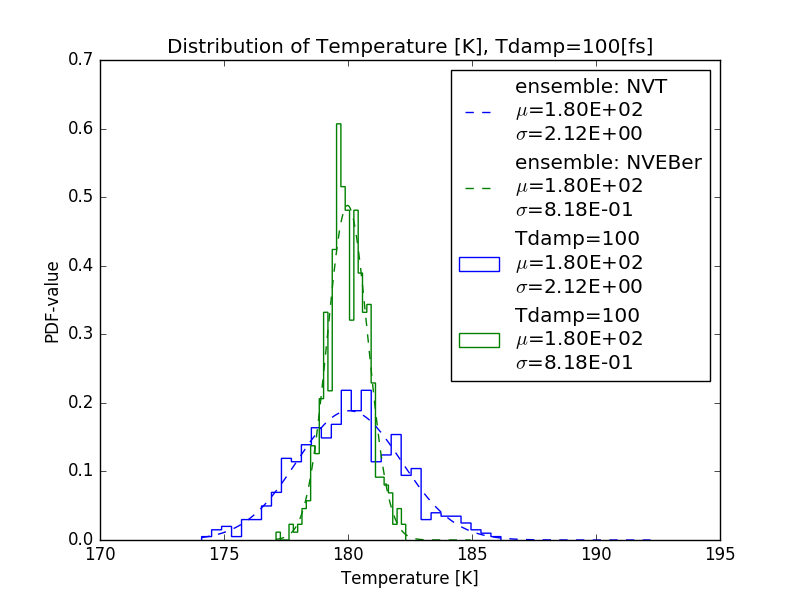 Distribution of Temperature [K], Tdamp=100[fs]
0.7
0.6
0.5
0.4
0.3
0.2
0.1
0.0
PDF-value
ensemble: NVT
μ=1.80E+02
σ=2.12E+00
ensemble: NVEBer
μ=1.80E+02
σ=8.18E-01
Tdamp=100
μ=1.80E+02
σ=2.12E+00
Tdamp=100
μ=1.80E+02
σ=8.18E-01
170 175 180 185 190 195
Temperature [K]